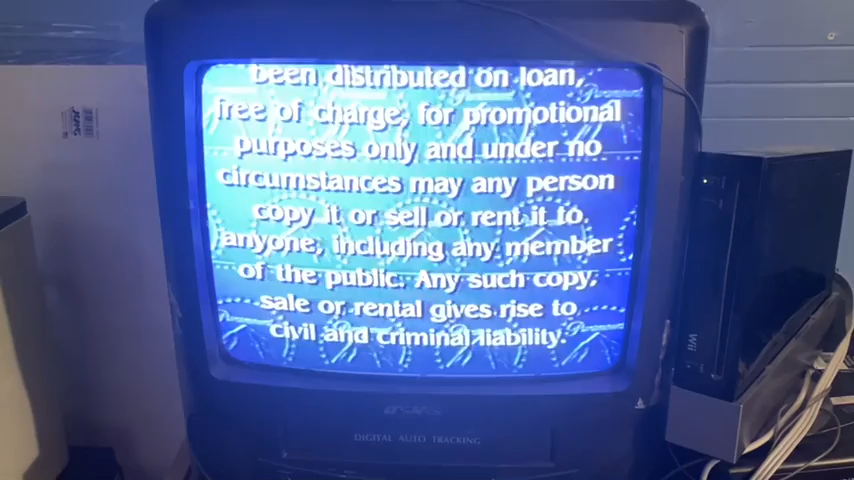 been distributed on loan,
free of charge, for promotional
purposes only and under no
circumstances may any person
copy it or sell or rent it to
anyone, including any member
of the public. Any such copy,
sale or rental gives rise to
civil and criminal liability.
DIGITAL AUTO TRACKING
Wii